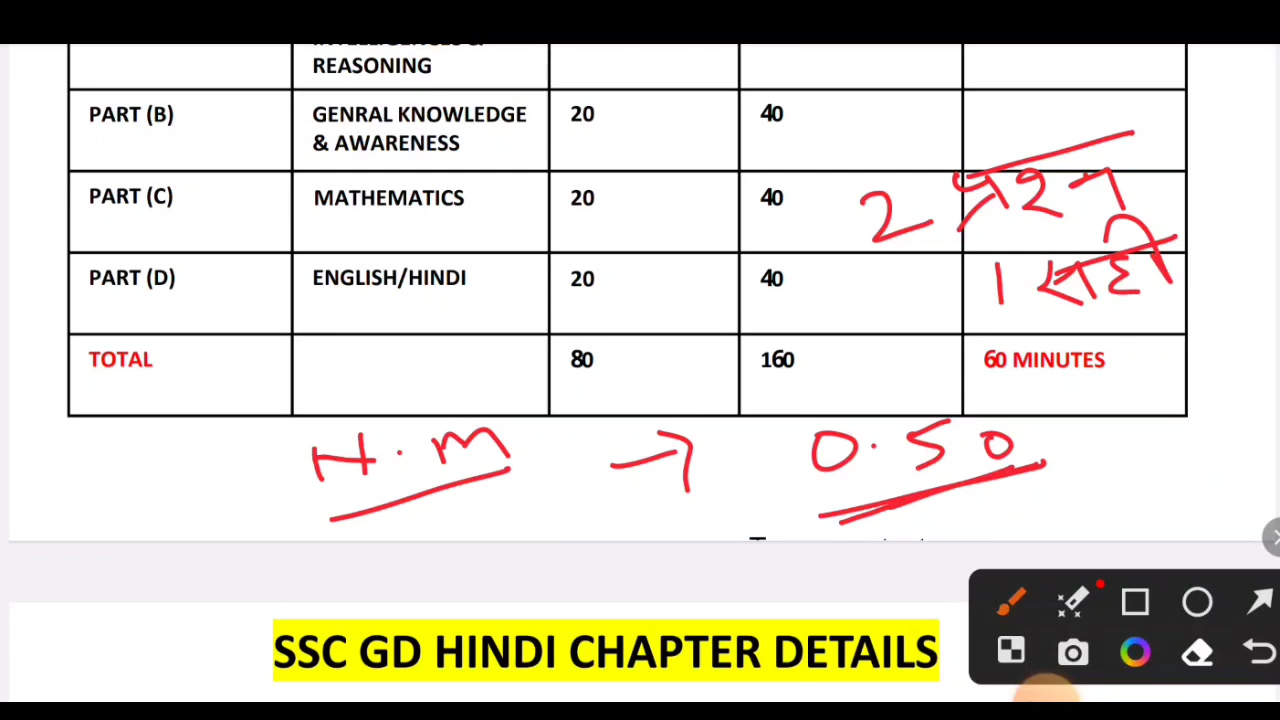 REASONING
PART (B) GENRAL KNOWLEDGE & AWARENESS 20 40
PART (C) MATHEMATICS 20 40
2 प्रश्न
PART (D) ENGLISH/HINDI 20 40
1 सही
TOTAL 80 160 60 MINUTES
N.M → 0.50
SSC GD HINDI CHAPTER DETAILS